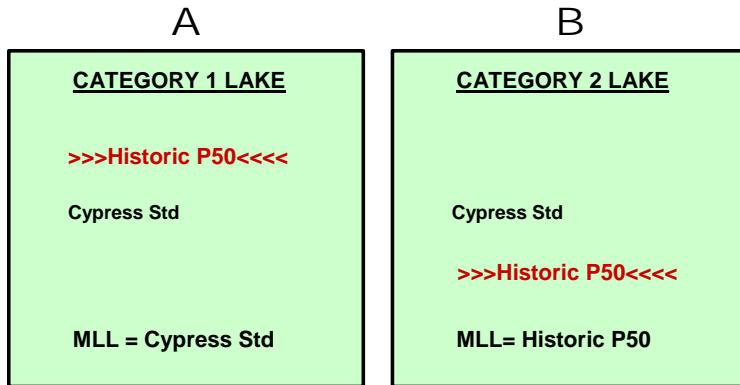 A
CATEGORY 1 LAKE
>>>Historic P50<<<<
Cypress Std
MLL = Cypress Std
B
CATEGORY 2 LAKE
Cypress Std
>>>Historic P50<<<<
MLL= Historic P50